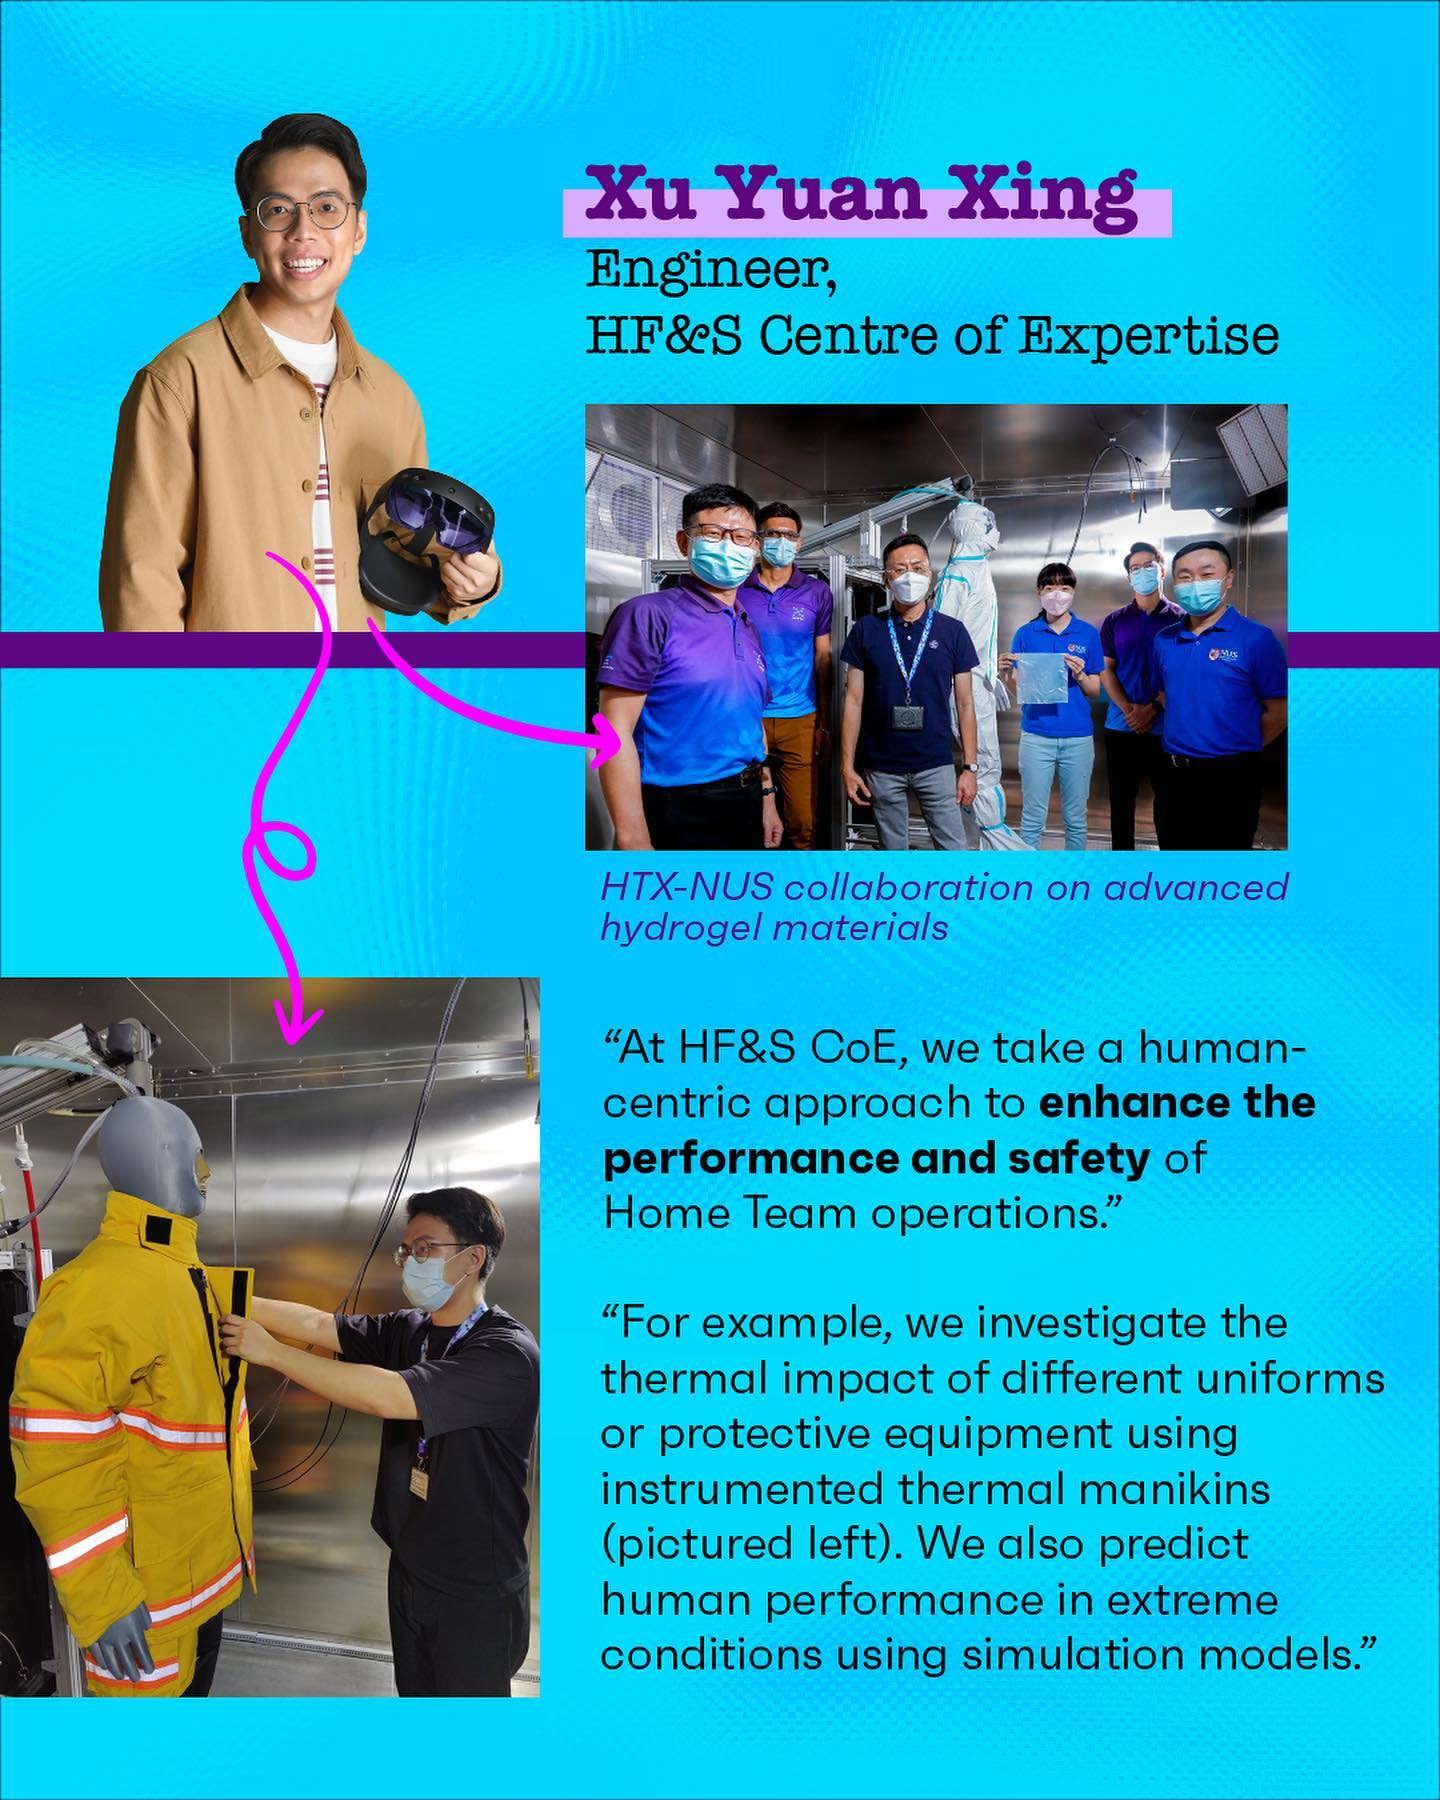 Xu Yuan Xing
Engineer,
HF&S Centre of Expertise
NUS
NUS
HTX-NUS collaboration on advanced
hydrogel materials
“At HF&S CoE, we take a human-
centric approach to enhance the
performance and safety of
Home Team operations.”
“For example, we investigate the
thermal impact of different uniforms
or protective equipment using
instrumented thermal manikins
(pictured left). We also predict
human performance in extreme
conditions using simulation models.”